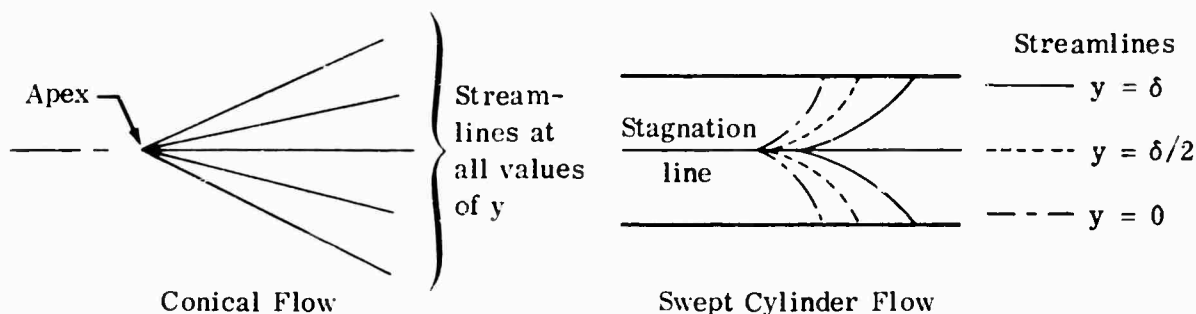 Apex
Stream-
lines at
all values
of y
Conical Flow
Stagnation
line
Swept Cylinder Flow
Streamlines
y = δ
y = δ/2
y = 0